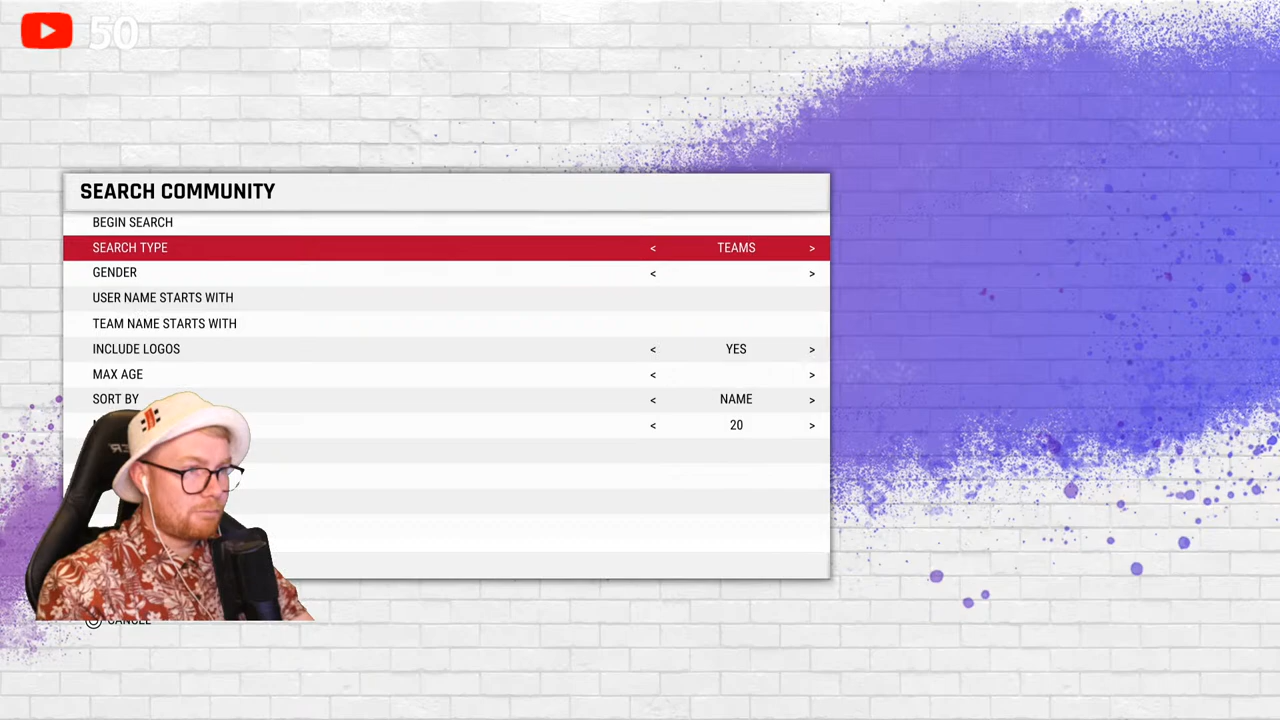 50
SEARCH COMMUNITY
BEGIN SEARCH
SEARCH TYPE < TEAMS >
GENDER < >
USER NAME STARTS WITH
TEAM NAME STARTS WITH
INCLUDE LOGOS < YES >
MAX AGE < >
SORT BY < NAME >
< 20 >
CANCEL